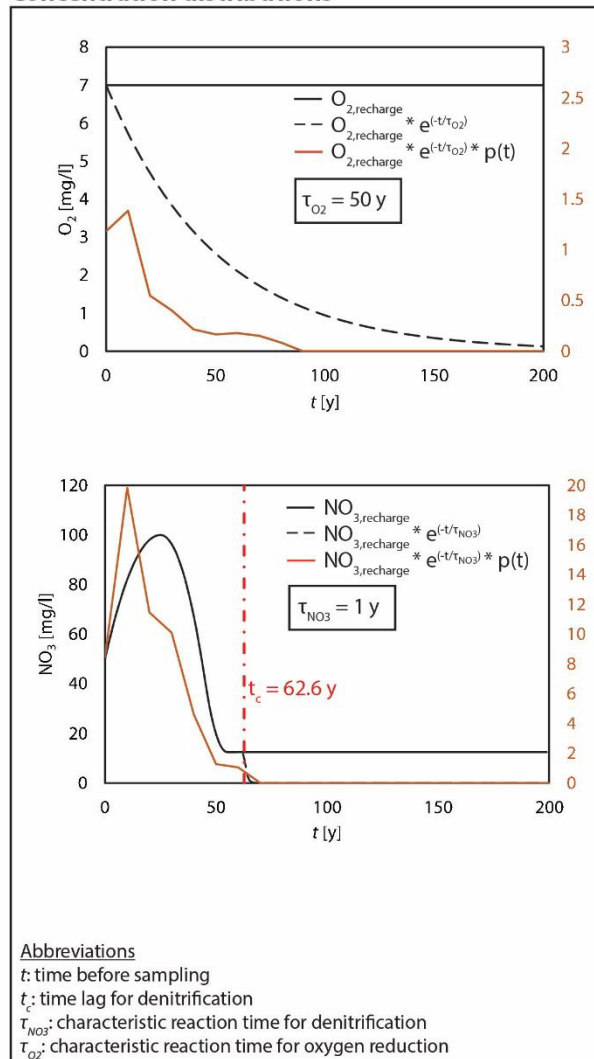 8
7
6
5
4
3
2
1
0
O₂ [mg/l]
3
2.5
2
1.5
1
0.5
0
O₂,recharge
O₂,recharge * e^(-t/τO2)
O₂,recharge * e^(-t/τO2) * p(t)
τO2 = 50 y
0 50 100 150 200
t [y]
120
100
80
60
40
20
0
NO₃ [mg/l]
20
18
16
14
12
10
8
6
4
2
0
NO₃,recharge
NO₃,recharge * e^(-t/τNO3)
NO₃,recharge * e^(-t/τNO3) * p(t)
τNO3 = 1 y
tc = 62.6 y
0 50 100 150 200
t [y]
Abbreviations
t: time before sampling
tc: time lag for denitrification
τNO3: characteristic reaction time for denitrification
τO2: characteristic reaction time for oxygen reduction